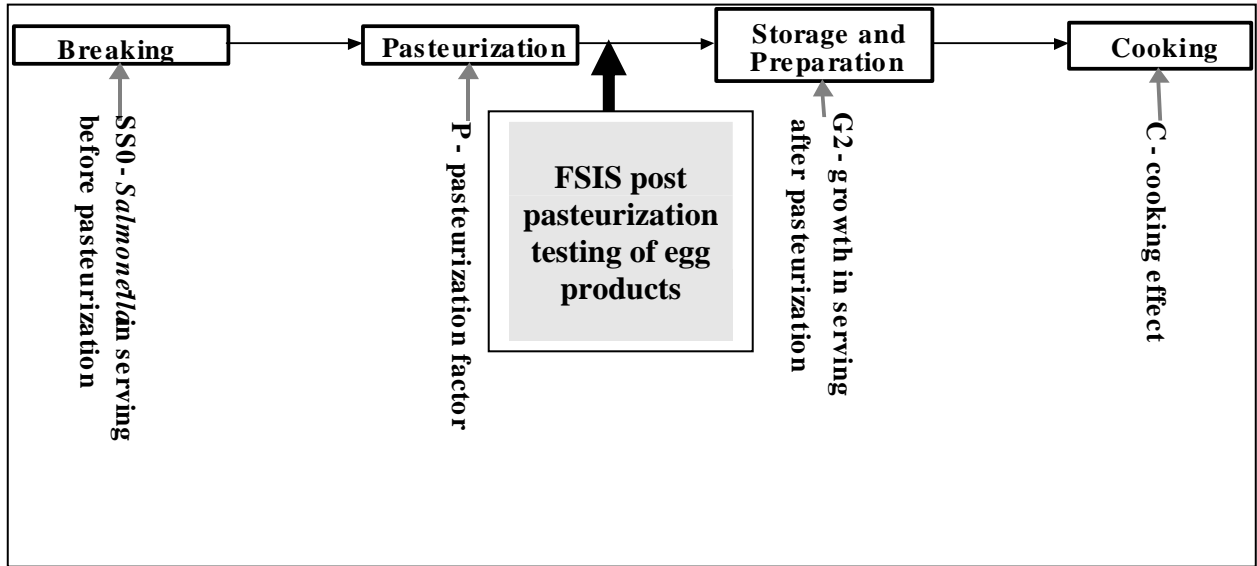 Breaking
Pasteurization
Storage and
Preparation
Cooking
SS0- Salmonella in serving
before pasteurization
P - pasteurization factor
FSIS post
pasteurization
testing of egg
products
G2- growth in serving
after pasteurization
C - cooking effect